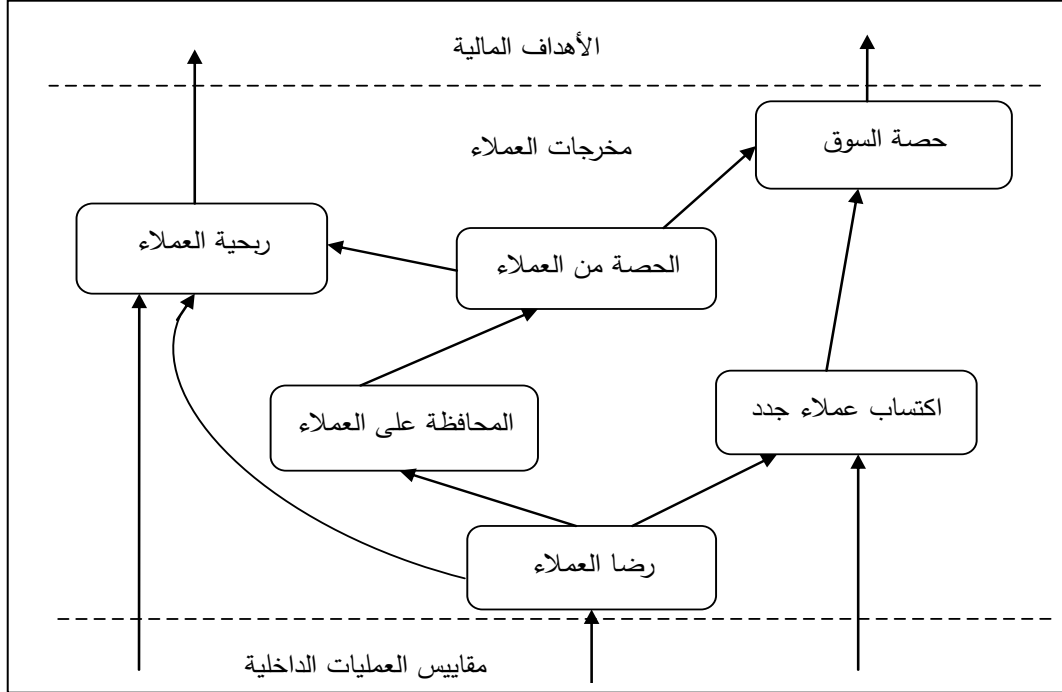 الأهداف المالية
حصة السوق
مخرجات العملاء
ربحية العملاء
الحصة من العملاء
المحافظة على العملاء
اكتساب عملاء جدد
رضا العملاء
مقاييس العمليات الداخلية